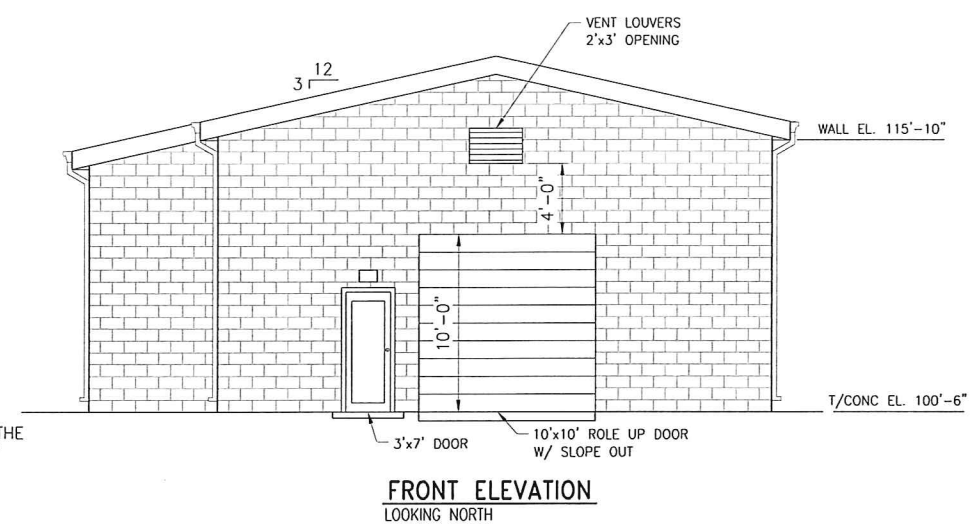 VENT LOUVERS
2'x3' OPENING
12
3
WALL EL. 115'-10"
4'-0"
10'-0"
T/CONC EL. 100'-6"
THE
3'x7' DOOR
10'x10' ROLE UP DOOR
W/ SLOPE OUT
FRONT ELEVATION
LOOKING NORTH